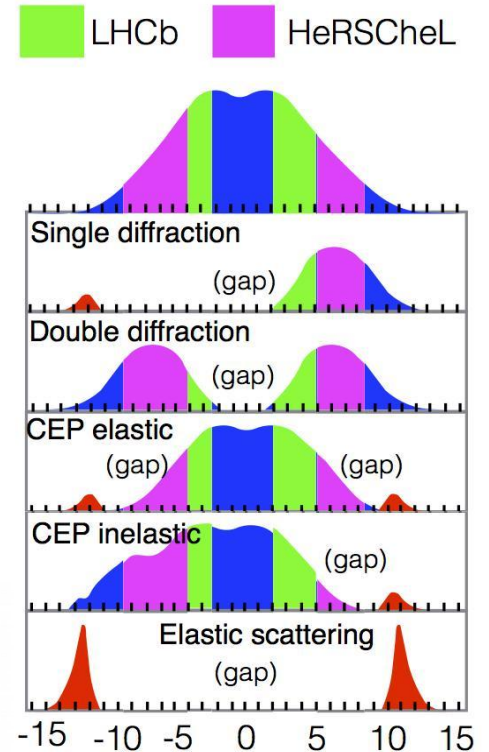 LHCb HeRSCheL
Single diffraction
(gap)
Double diffraction
(gap)
CEP elastic
(gap) (gap)
CEP inelastic
(gap)
Elastic scattering
(gap)
-15 -10 -5 0 5 10 15